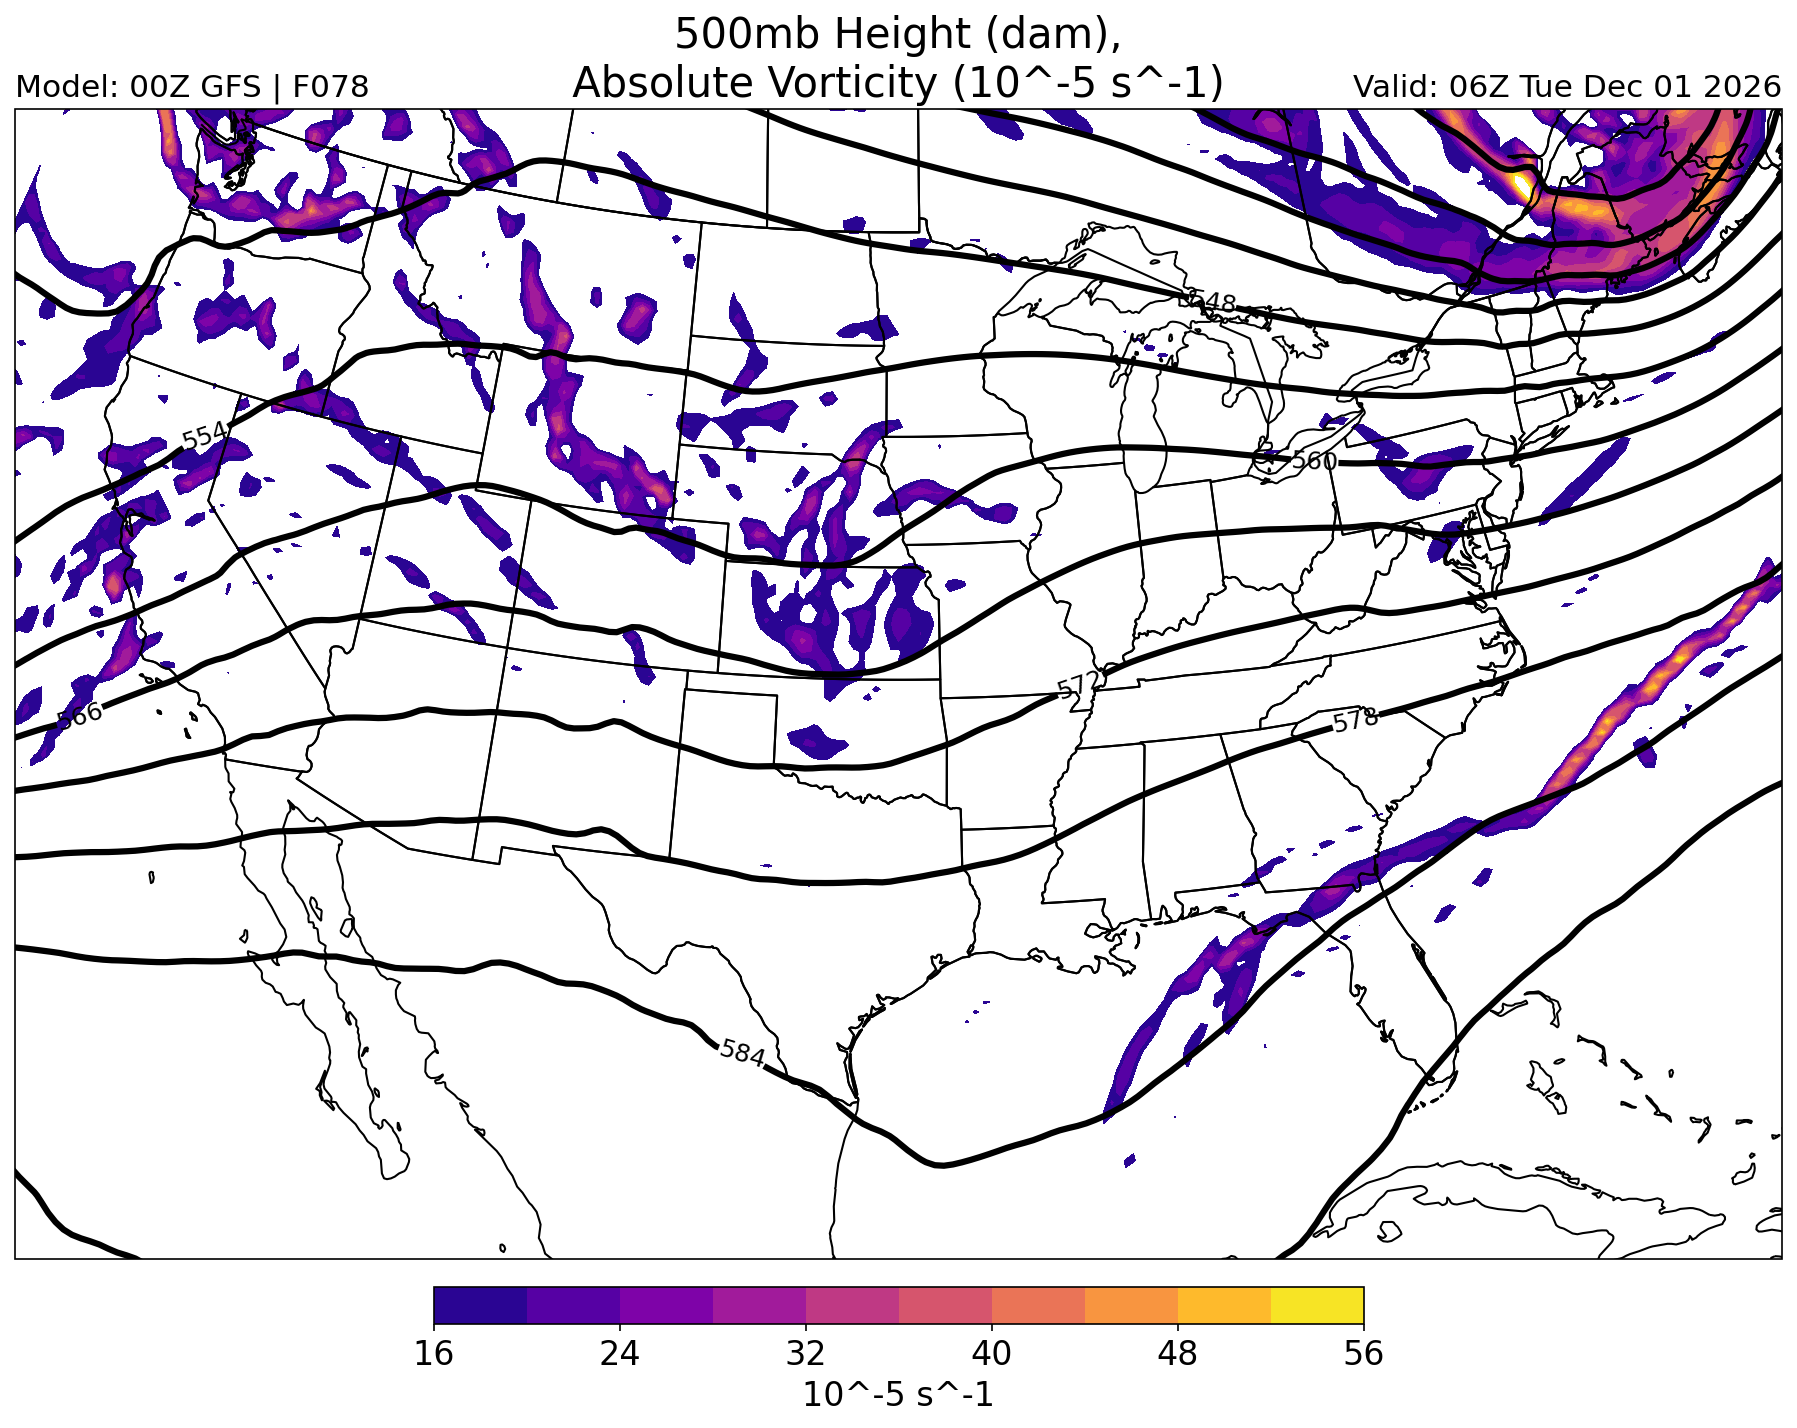 500mb Height (dam),
Model: 00Z GFS | F078
Absolute Vorticity (10^-5 s^-1)
Valid: 06Z Tue Dec 01 2026
548
554
560
566
572
578
584
16 24 32 40 48 56
10^-5 s^-1